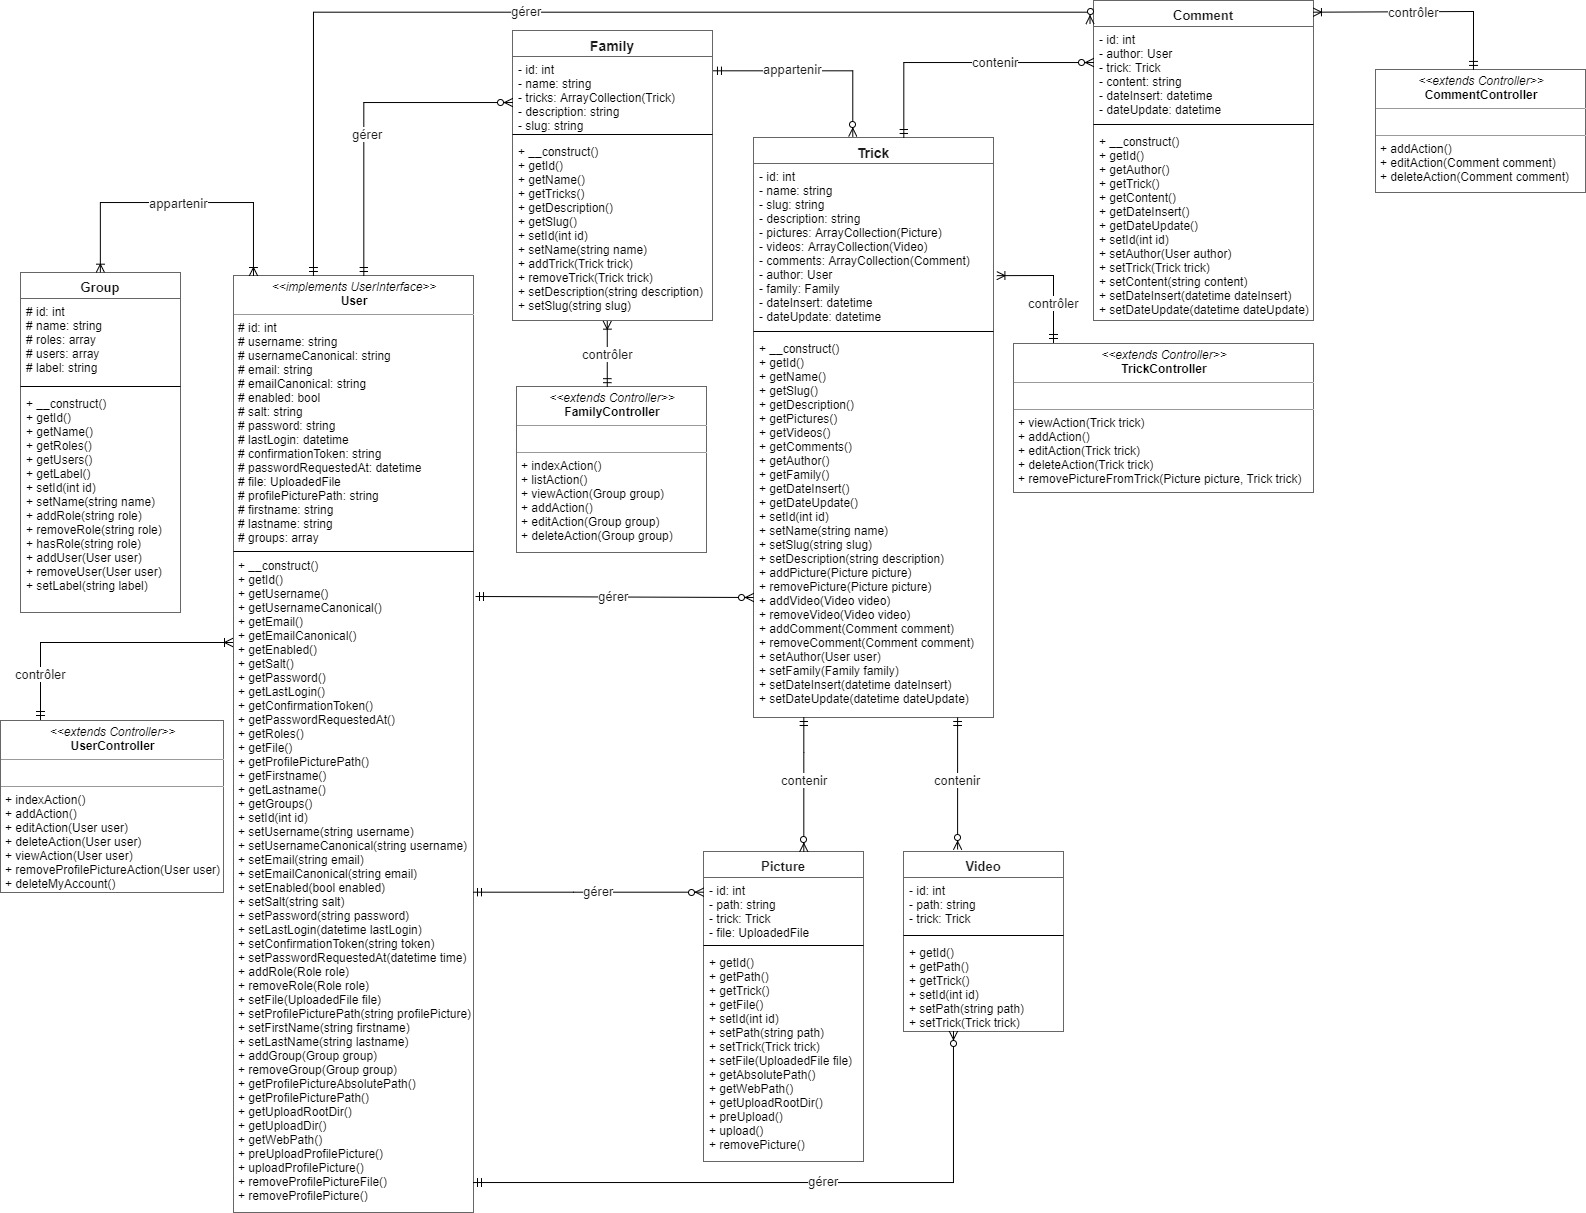 gérer
Comment
- id: int
- author: User
- trick: Trick
- content: string
- dateInsert: datetime
- dateUpdate: datetime
+ __construct()
+ getId()
+ getAuthor()
+ getTrick()
+ getContent()
+ getDateInsert()
+ getDateUpdate()
+ setId(int id)
+ setAuthor(User author)
+ setTrick(Trick trick)
+ setContent(string content)
+ setDateInsert(datetime dateInsert)
+ setDateUpdate(datetime dateUpdate)
contrôler
<<extends Controller>>
CommentController
+ addAction()
+ editAction(Comment comment)
+ deleteAction(Comment comment)
Family
- id: int
- name: string
- tricks: ArrayCollection(Trick)
- description: string
- slug: string
+ __construct()
+ getId()
+ getName()
+ getTricks()
+ getDescription()
+ getSlug()
+ setId(int id)
+ setName(string name)
+ addTrick(Trick trick)
+ removeTrick(Trick trick)
+ setDescription(string description)
+ setSlug(string slug)
appartenir
contenir
gérer
appartenir
Trick
- id: int
- name: string
- slug: string
- description: string
- pictures: ArrayCollection(Picture)
- videos: ArrayCollection(Video)
- comments: ArrayCollection(Comment)
- author: User
- family: Family
- dateInsert: datetime
- dateUpdate: datetime
+ __construct()
+ getId()
+ getName()
+ getSlug()
+ getDescription()
+ getPictures()
+ getVideos()
+ getComments()
+ getAuthor()
+ getFamily()
+ getDateInsert()
+ getDateUpdate()
+ setId(int id)
+ setName(string name)
+ setSlug(string slug)
+ setDescription(string description)
+ addPicture(Picture picture)
+ removePicture(Picture picture)
+ addVideo(Video video)
+ removeVideo(Video video)
+ addComment(Comment comment)
+ removeComment(Comment comment)
+ setAuthor(User user)
+ setFamily(Family family)
+ setDateInsert(datetime dateInsert)
+ setDateUpdate(datetime dateUpdate)
contrôler
<<extends Controller>>
TrickController
+ viewAction(Trick trick)
+ addAction()
+ editAction(Trick trick)
+ deleteAction(Trick trick)
+ removePictureFromTrick(Picture picture, Trick trick)
Group
# id: int
# name: string
# roles: array
# users: array
# label: string
+ __construct()
+ getId()
+ getName()
+ getRoles()
+ getUsers()
+ getLabel()
+ setId(int id)
+ setName(string name)
+ addRole(string role)
+ removeRole(string role)
+ hasRole(string role)
+ addUser(User user)
+ removeUser(User user)
+ setLabel(string label)
<<implements UserInterface>>
User
# id: int
# username: string
# usernameCanonical: string
# email: string
# emailCanonical: string
# enabled: bool
# salt: string
# password: string
# lastLogin: datetime
# confirmationToken: string
# passwordRequestedAt: datetime
# file: UploadedFile
# profilePicturePath: string
# firstname: string
# lastname: string
# groups: array
+ __construct()
+ getId()
+ getUsername()
+ getUsernameCanonical()
+ getEmail()
+ getEmailCanonical()
+ getEnabled()
+ getSalt()
+ getPassword()
+ getLastLogin()
+ getConfirmationToken()
+ getPasswordRequestedAt()
+ getRoles()
+ getFile()
+ getProfilePicturePath()
+ getFirstname()
+ getLastname()
+ getGroups()
+ setId(int id)
+ setUsername(string username)
+ setUsernameCanonical(string username)
+ setEmail(string email)
+ setEmailCanonical(string email)
+ setEnabled(bool enabled)
+ setSalt(string salt)
+ setPassword(string password)
+ setLastLogin(datetime lastLogin)
+ setConfirmationToken(string token)
+ setPasswordRequestedAt(datetime time)
+ addRole(Role role)
+ removeRole(Role role)
+ setFile(UploadedFile file)
+ setProfilePicturePath(string profilePicture)
+ setFirstName(string firstname)
+ setLastName(string lastname)
+ addGroup(Group group)
+ removeGroup(Group group)
+ getProfilePictureAbsolutePath()
+ getProfilePicturePath()
+ getUploadRootDir()
+ getUploadDir()
+ getWebPath()
+ preUploadProfilePicture()
+ uploadProfilePicture()
+ removeProfilePictureFile()
+ removeProfilePicture()
contrôler
<<extends Controller>>
FamilyController
+ indexAction()
+ listAction()
+ viewAction(Group group)
+ addAction()
+ editAction(Group group)
+ deleteAction(Group group)
gérer
contrôler
<<extends Controller>>
UserController
+ indexAction()
+ addAction()
+ editAction(User user)
+ deleteAction(User user)
+ viewAction(User user)
+ removeProfilePictureAction(User user)
+ deleteMyAccount()
contenir
contenir
gérer
Picture
- id: int
- path: string
- trick: Trick
- file: UploadedFile
+ getId()
+ getPath()
+ getTrick()
+ getFile()
+ setId(int id)
+ setPath(string path)
+ setTrick(Trick trick)
+ setFile(UploadedFile file)
+ getAbsolutePath()
+ getWebPath()
+ getUploadRootDir()
+ preUpload()
+ upload()
+ removePicture()
Video
- id: int
- path: string
- trick: Trick
+ getId()
+ getPath()
+ getTrick()
+ setId(int id)
+ setPath(string path)
+ setTrick(Trick trick)
gérer